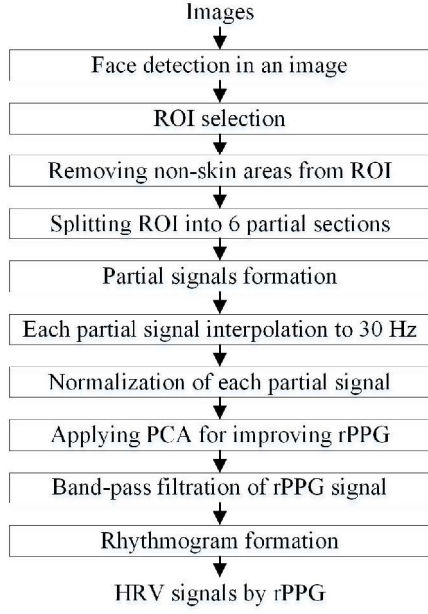 Images
Face detection in an image
ROI selection
Removing non-skin areas from ROI
Splitting ROI into 6 partial sections
Partial signals formation
Each partial signal interpolation to 30 Hz
Normalization of each partial signal
Applying PCA for improving rPPG
Band-pass filtration of rPPG signal
Rhythmogram formation
HRV signals by rPPG